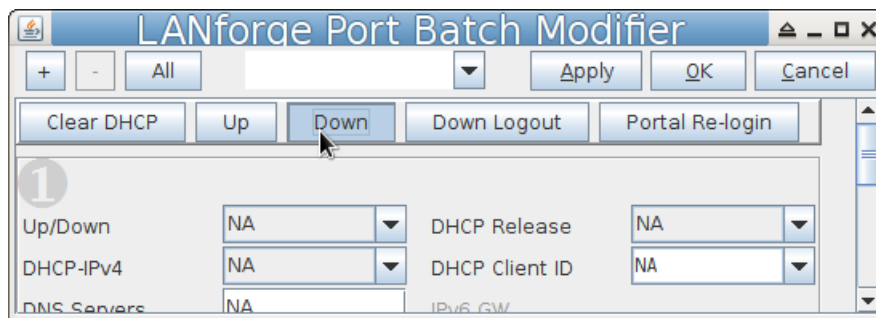 LANforge Port Batch Modifier
+ - All Apply OK Cancel
Clear DHCP Up Down Down Logout Portal Re-login
1
Up/Down NA DHCP Release NA
DHCP-IPv4 NA DHCP Client ID NA
DNS Servers NA IPv6 GW